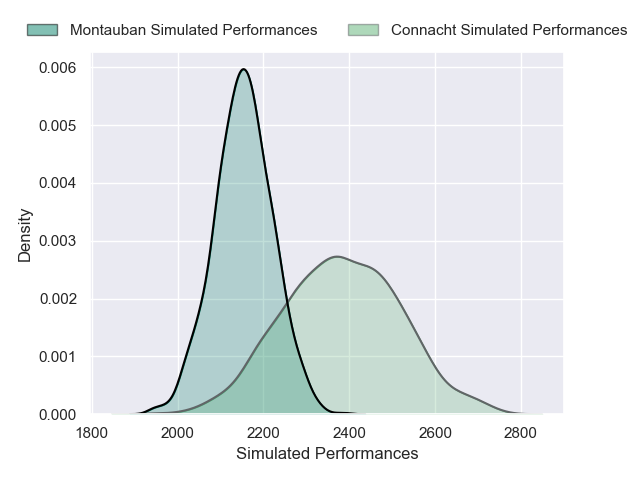 Montauban Simulated Performances Connacht Simulated Performances
0.006
0.005
0.004
0.003
0.002
0.001
0.000
Density
1800 2000 2200 2400 2600 2800
Simulated Performances